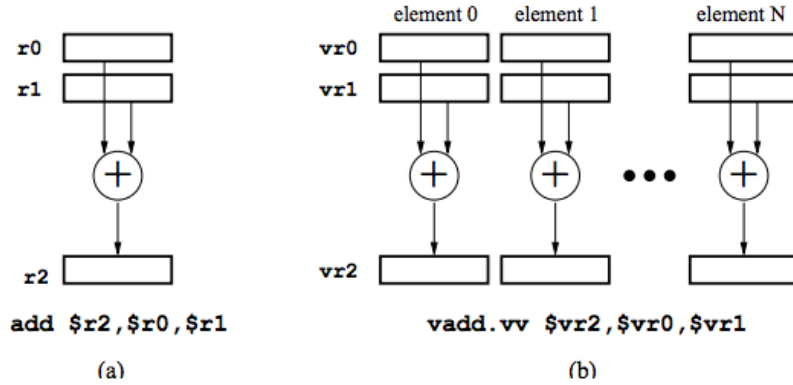 r0
r1
+
r2
add $r2,$r0,$r1
(a)
element 0 element 1 element N
vr0
vr1
+ + +
vr2
vadd.vv $vr2,$vr0,$vr1
(b)